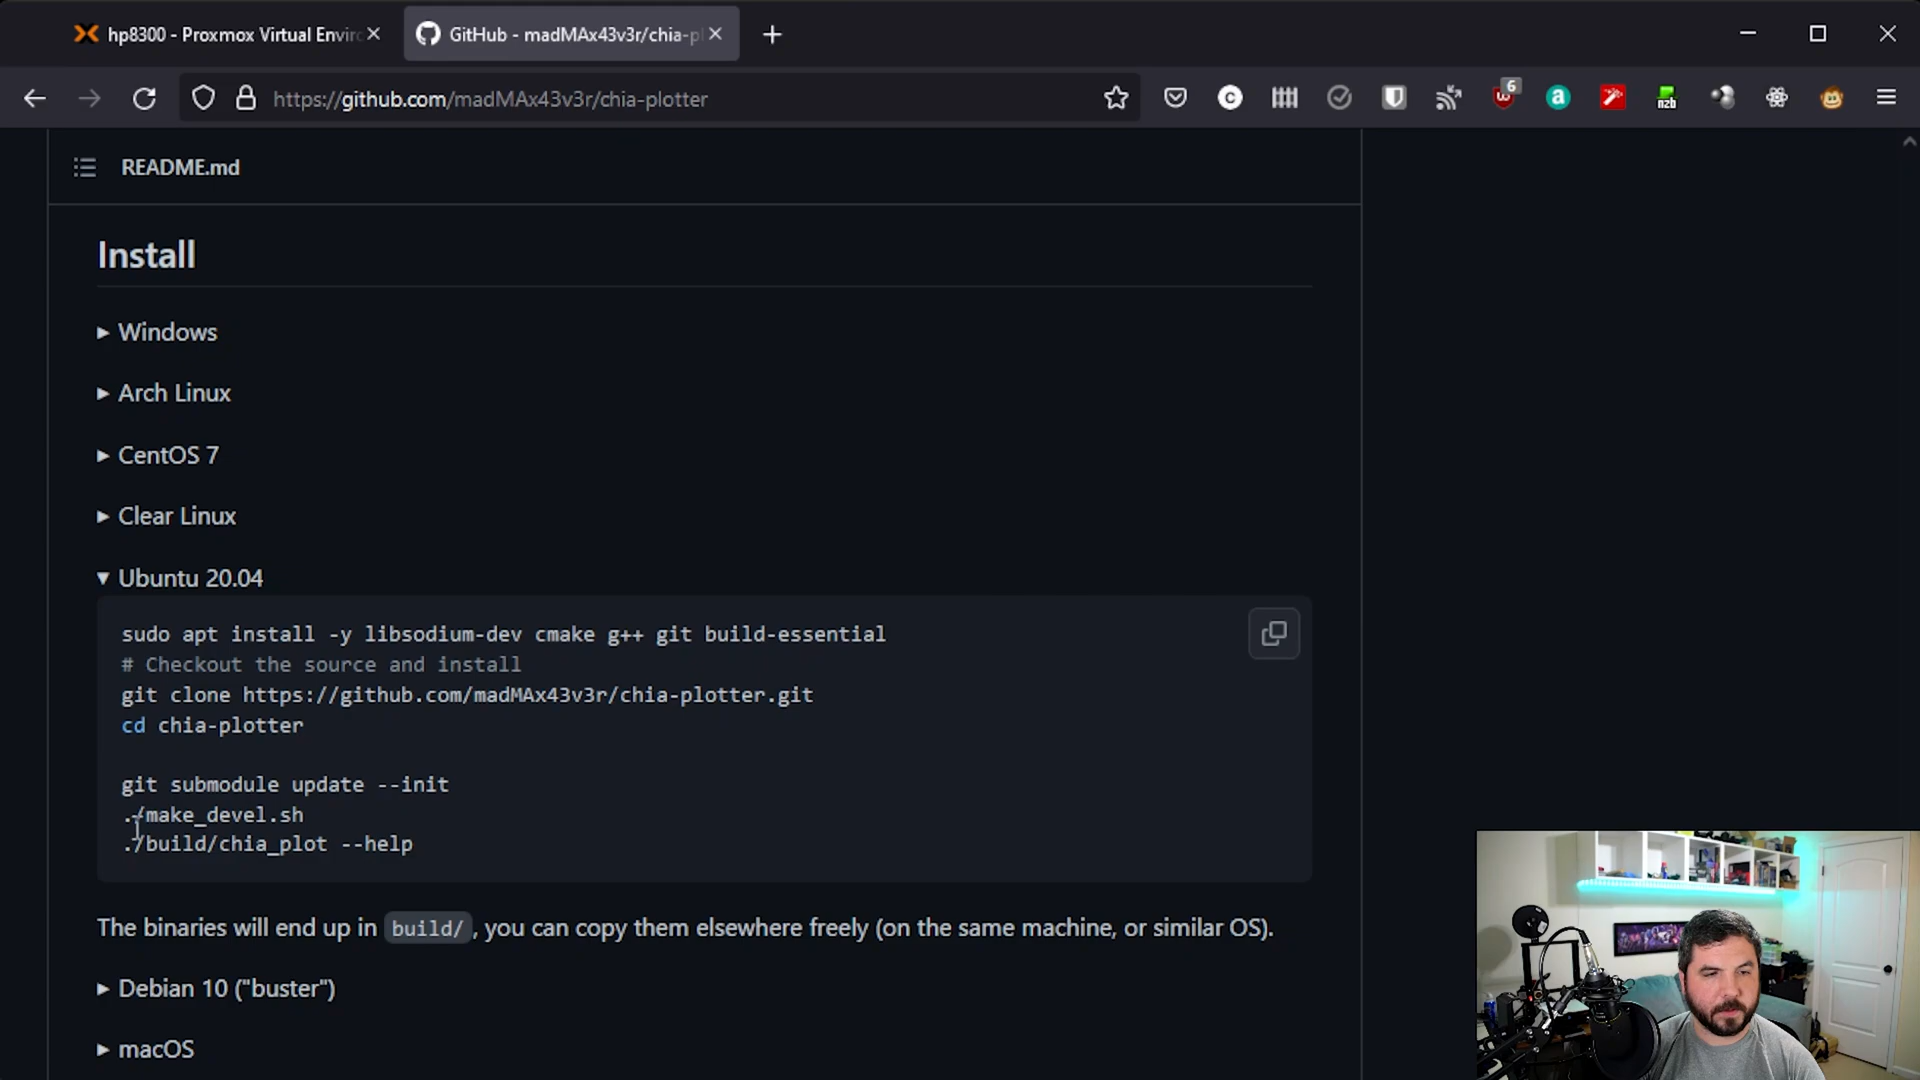 hp8300 - Proxmox Virtual Enviro
GitHub - madMAx43v3r/chia-p
https://github.com/madMAx43v3r/chia-plotter
6
nzb
README.md
Install
Windows
Arch Linux
CentOS 7
Clear Linux
Ubuntu 20.04
sudo apt install -y libsodium-dev cmake g++ git build-essential
# Checkout the source and install
git clone https://github.com/madMAx43v3r/chia-plotter.git
cd chia-plotter
git submodule update --init
./make_devel.sh
./build/chia_plot --help
The binaries will end up in build/, you can copy them elsewhere freely (on the same machine, or similar OS).
Debian 10 ("buster")
macOS